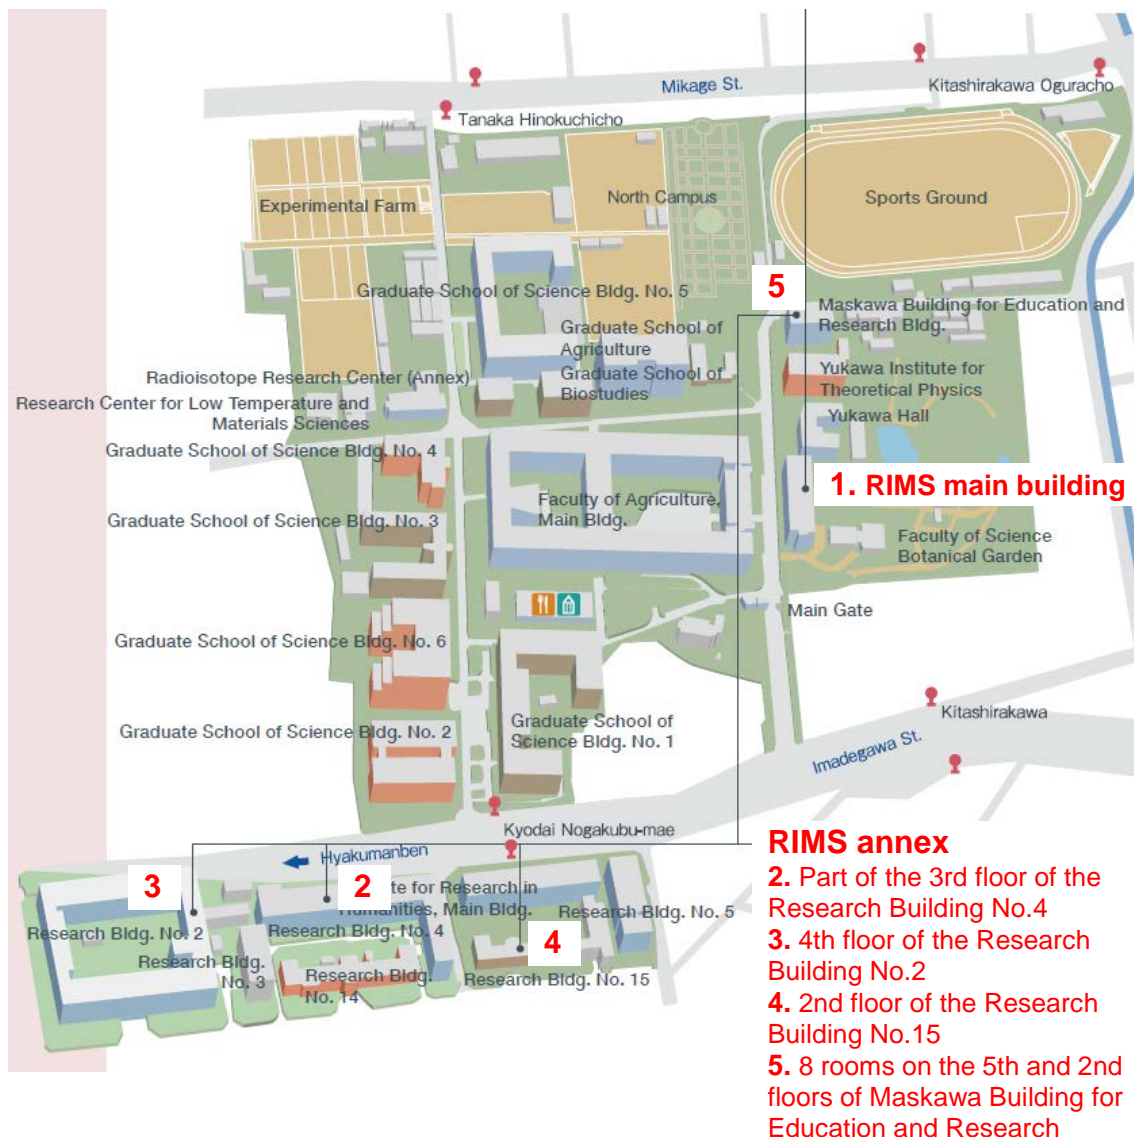 Mikage St.
Kitashirakawa Oguracho
Tanaka Hinokuchicho
Experimental Farm
North Campus
Sports Ground
5
Graduate School of Science Bldg. No. 5
Maskawa Building for Education and
Research Bldg.
Graduate School of
Agriculture
Graduate School of
Biostudies
Yukawa Institute for
Theoretical Physics
Radioisotope Research Center (Annex)
Research Center for Low Temperature and
Materials Sciences
Yukawa Hall
Graduate School of Science Bldg. No. 4
1. RIMS main building
Faculty of Agriculture,
Main Bldg.
Graduate School of Science Bldg. No. 3
Faculty of Science
Botanical Garden
Main Gate
Graduate School of Science Bldg. No. 6
Kitashirakawa
Graduate School of Science Bldg. No. 2
Graduate School of
Science Bldg. No. 1
Imadegawa St.
Kyodai Nogakubu-mae
Hyakumanben
3
2
te for Research in
Humanities, Main Bldg.
Research Bldg. No. 5
Research Bldg. No. 2
Research Bldg. No. 4
4
Research Bldg.
No. 3
Research Bldg.
No. 14
Research Bldg. No. 15
RIMS annex
2. Part of the 3rd floor of the
Research Building No.4
3. 4th floor of the Research
Building No.2
4. 2nd floor of the Research
Building No.15
5. 8 rooms on the 5th and 2nd
floors of Maskawa Building for
Education and Research